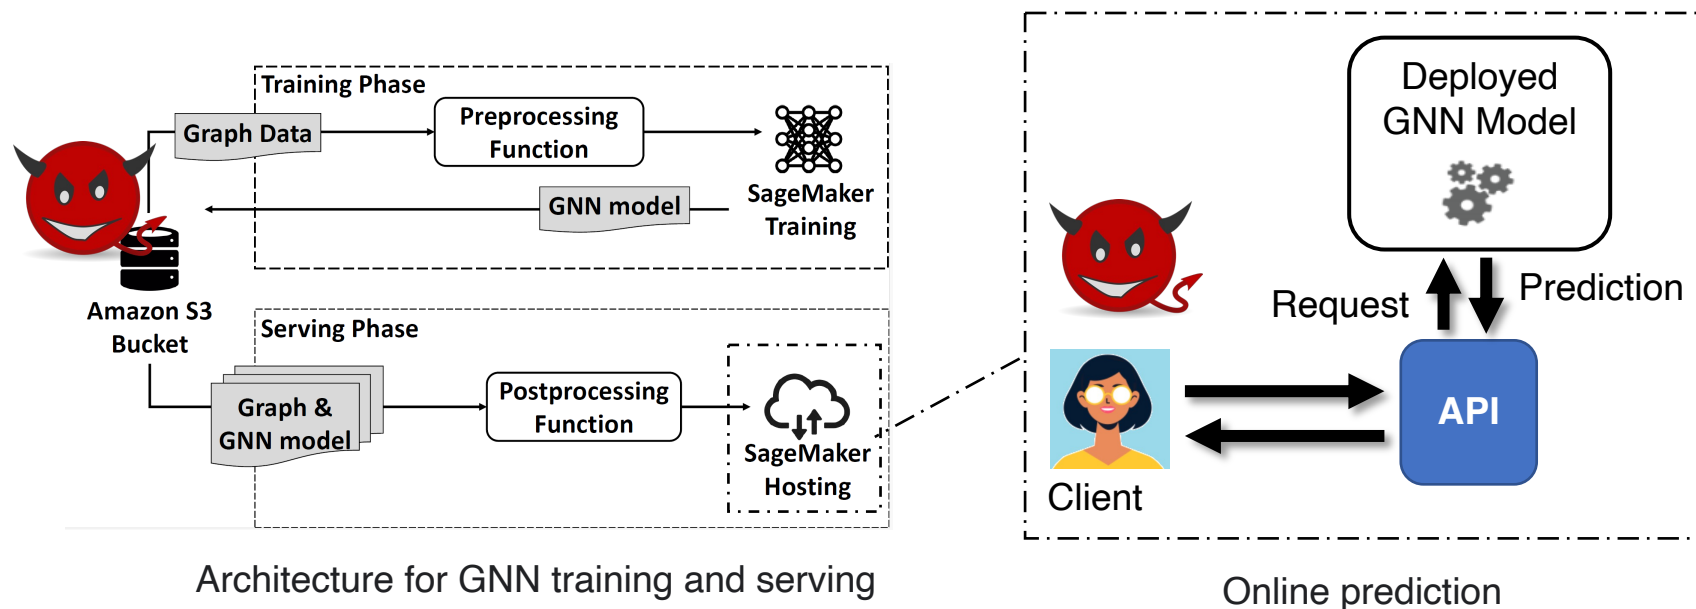 Training Phase
Graph Data
Preprocessing
Function
SageMaker
Training
GNN model
Amazon S3
Bucket
Serving Phase
Graph &
GNN model
Postprocessing
Function
SageMaker
Hosting
Architecture for GNN training and serving
Deployed
GNN Model
Request
Prediction
API
Client
Online prediction